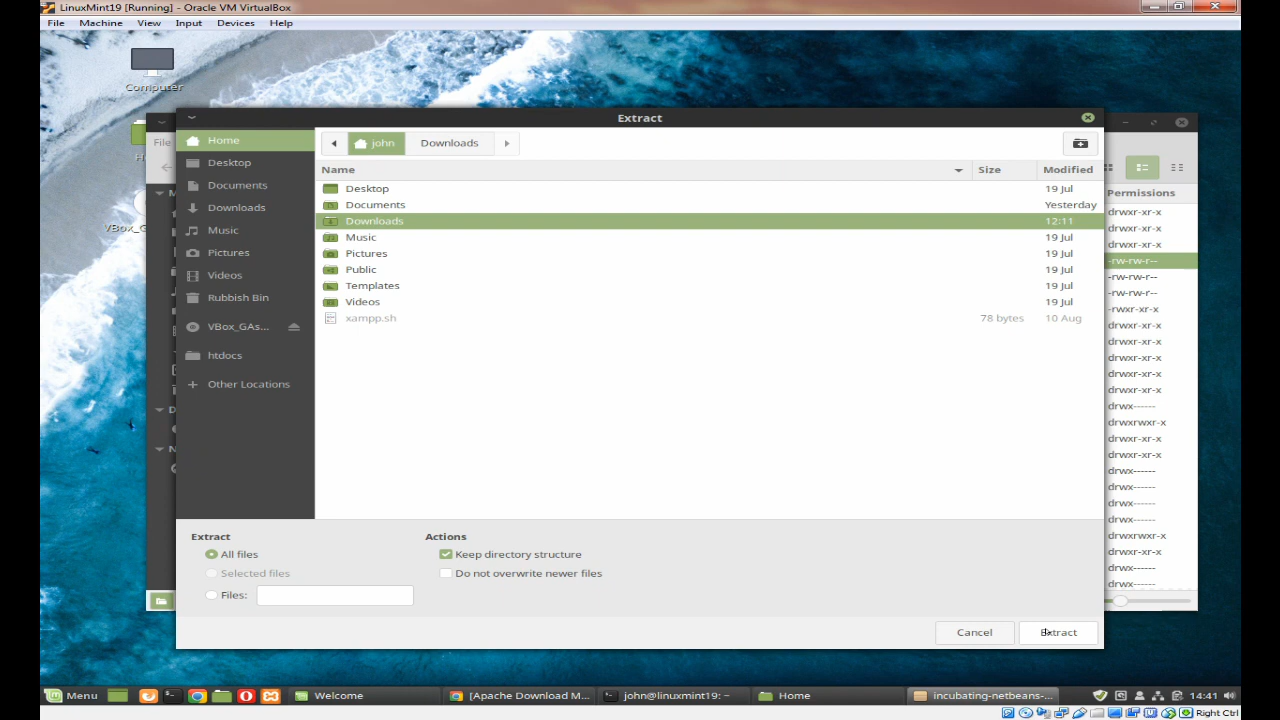 LinuxMint19 [Running] - Oracle VM VirtualBox
File Machine View Input Devices Help
Computer
Extract
File
Home
john Downloads
Desktop
Documents
Downloads
Music
Pictures
Videos
Rubbish Bin
VBox_GAs...
htdocs
Other Locations
Name Size Modified
Desktop 19 Jul
Documents Yesterday
Downloads 12:11
Music 19 Jul
Pictures 19 Jul
Public 19 Jul
Templates 19 Jul
Videos 19 Jul
xampp.sh 78 bytes 10 Aug
Permissions
drwxr-xr-x
drwxr-xr-x
drwxr-xr-x
-rw-rw-r--
-rw-rw-r--
-rw-rw-r--
-rwxr-xr-x
drwxr-xr-x
drwxr-xr-x
drwxr-xr-x
drwxr-xr-x
drwxr-xr-x
drwx------
drwxrwxr-x
drwxr-xr-x
drwxr-xr-x
drwx------
drwx------
drwx------
drwx------
drwxrwxr-x
drwxr-xr-x
drwx------
drwx------
VBox_G
Extract Actions
All files Keep directory structure
Selected files Do not overwrite newer files
Files:
Cancel Extract
Menu Welcome [Apache Download M... john@linuxmint19: ~ Home incubating-netbeans-... 14:41
Right Ctrl